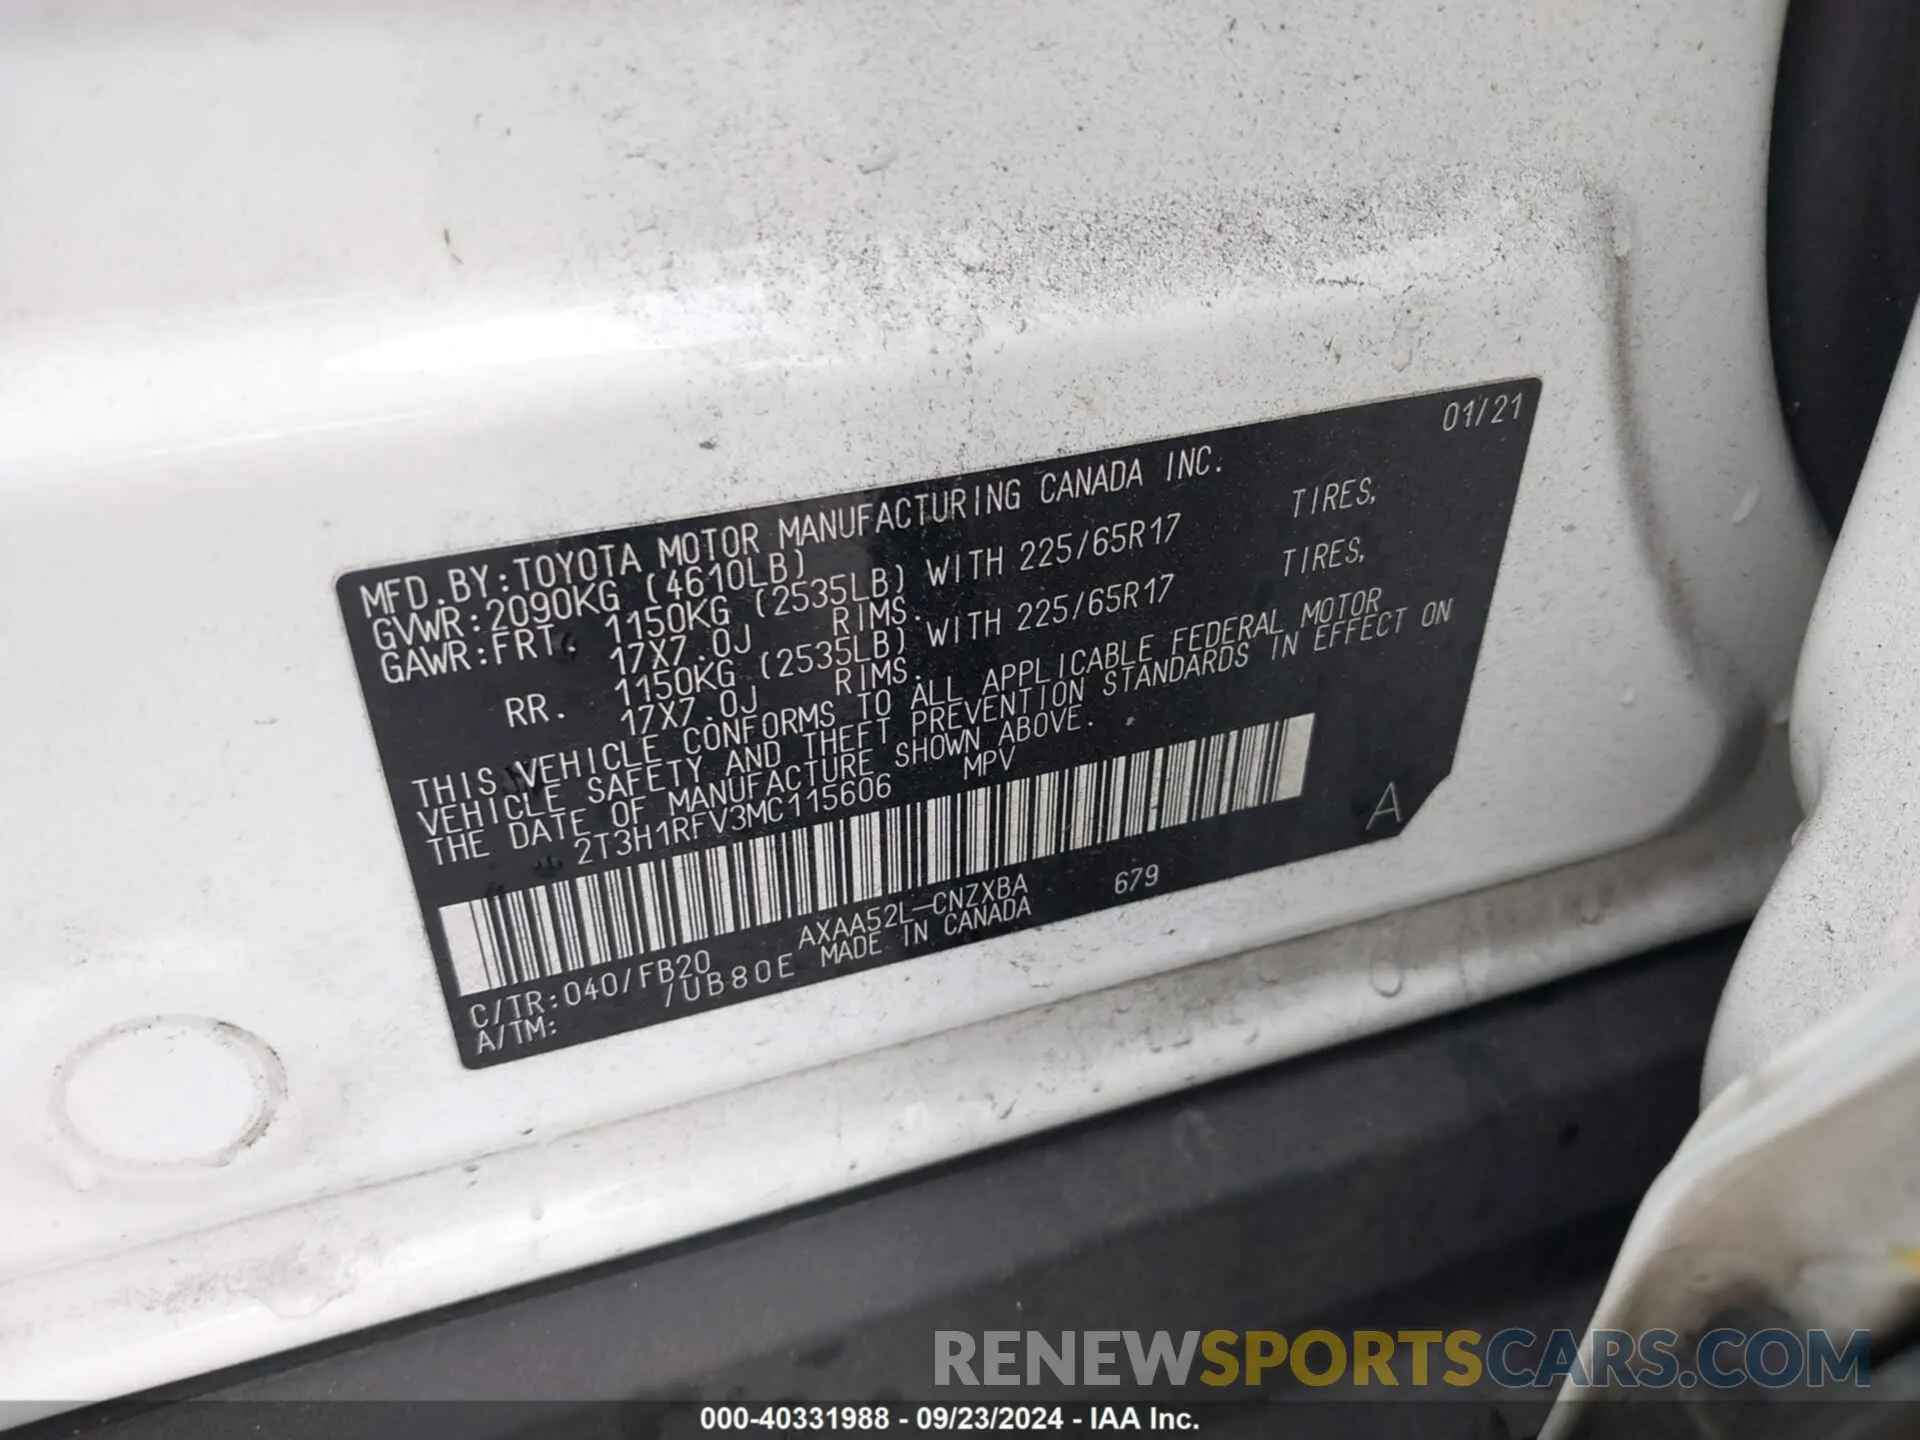 01/21
MFD.BY:TOYOTA MOTOR MANUFACTURING CANADA INC.
GVWR:2090KG (4610LB)
GAWR:FRT. 1150KG (2535LB) WITH 225/65R17 TIRES,
17X7.0J RIMS.
RR. 1150KG (2535LB) WITH 225/65R17 TIRES,
17X7.0J RIMS.
THIS VEHICLE CONFORMS TO ALL APPLICABLE FEDERAL MOTOR
VEHICLE SAFETY AND THEFT PREVENTION STANDARDS IN EFFECT ON
THE DATE OF MANUFACTURE SHOWN ABOVE.
2T3H1RFV3MC115606 MPV
A
C/TR:040/FB20 AXAA52L-CNZXBA 679
A/TM: /UB80E MADE IN CANADA
RENEWSPORTSCARS.COM
000-40331988 - 09/23/2024 - IAA Inc.